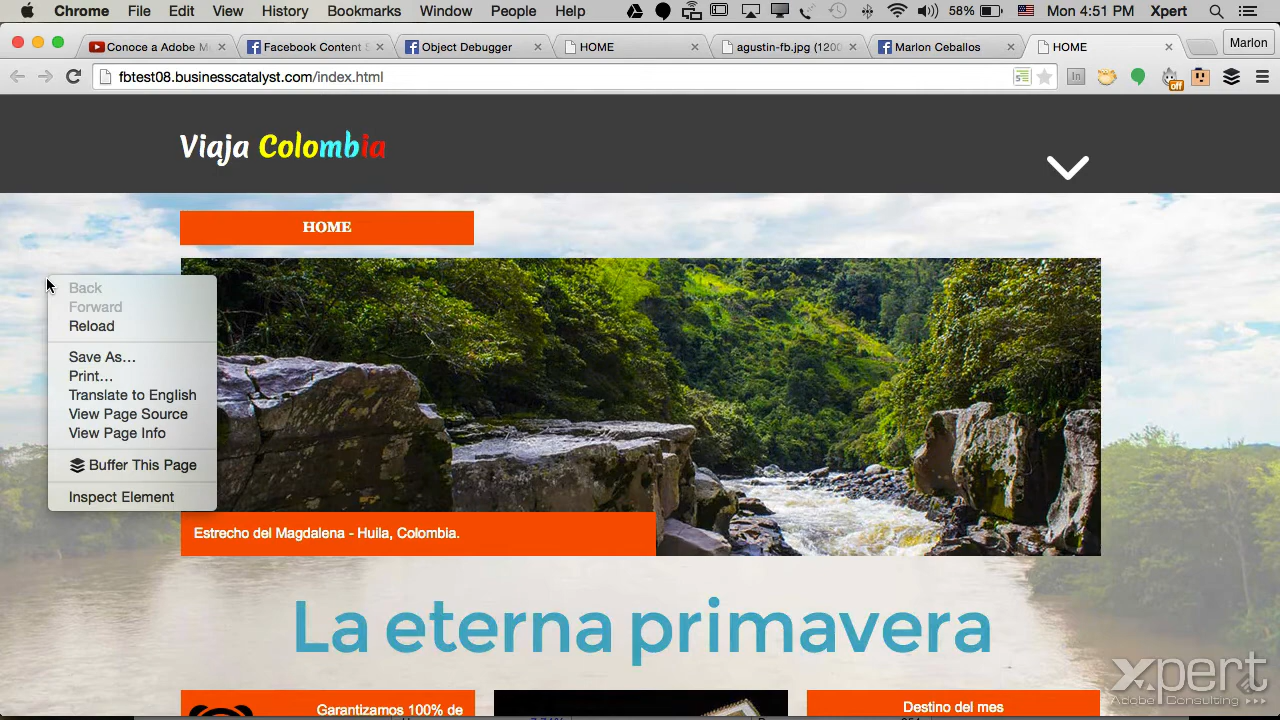 Chrome File Edit View History Bookmarks Window People Help 58% Mon 4:51 PM Xpert
Conoce a Adobe M
Facebook Content
Object Debugger
HOME
agustin-fb.jpg (120
Marlon Ceballos
HOME
Marlon
fbtest08.businesscatalyst.com/index.html
In
off
Viaja Colombia
HOME
Back
Forward
Reload
Save As...
Print...
Translate to English
View Page Source
View Page Info
Buffer This Page
Inspect Element
Estrecho del Magdalena - Huila, Colombia.
La eterna primavera
Garantizamos 100% de
Destino del mes
xpert
Adobe Consulting